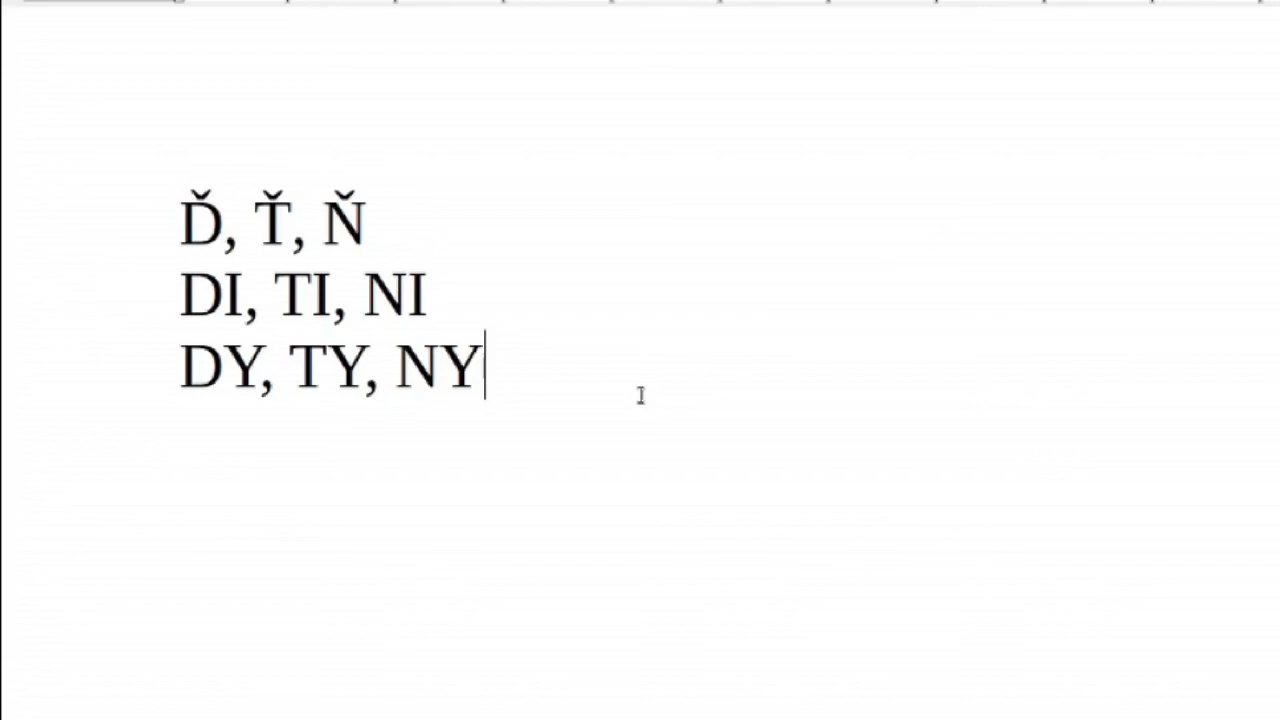 Ď, Ť, Ň
DI, TI, NI
DY, TY, NY